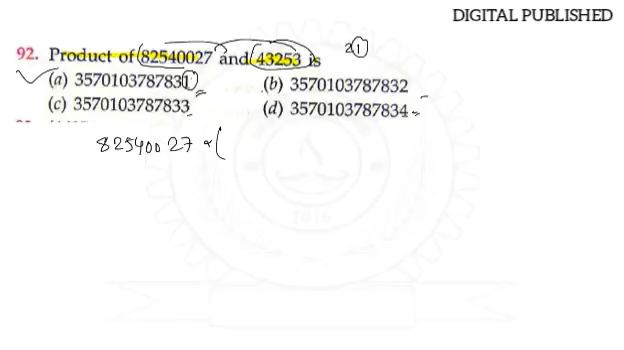 DIGITAL PUBLISHED
21
92. Product of 82540027 and 43253 is
(a) 3570103787831
(b) 3570103787832
(c) 3570103787833
(d) 3570103787834
82540027 × (